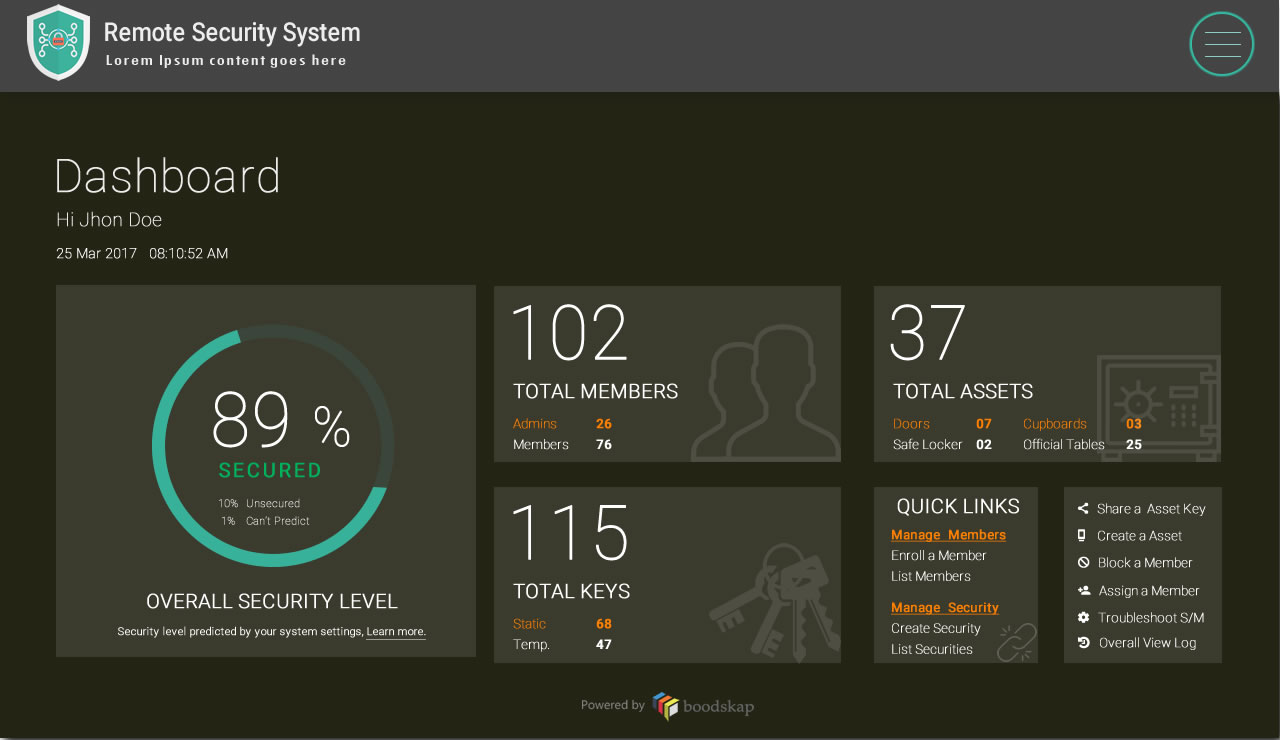 Remote Security System
Lorem Ipsum content goes here
Dashboard
Hi Jhon Doe
25 Mar 2017 08:10:52 AM
89 %
SECURED
10% Unsecured
1% Can't Predict
OVERALL SECURITY LEVEL
Security level predicted by your system settings, Learn more.
102
TOTAL MEMBERS
Admins 26
Members 76
37
TOTAL ASSETS
Doors 07 Cupboards 03
Safe Locker 02 Official Tables 25
115
TOTAL KEYS
Static 68
Temp. 47
QUICK LINKS
Manage Members
Enroll a Member
List Members
Manage Security
Create Security
List Securities
Share a Asset Key
Create a Asset
Block a Member
Assign a Member
Troubleshoot S/M
Overall View Log
Powered by boodskap